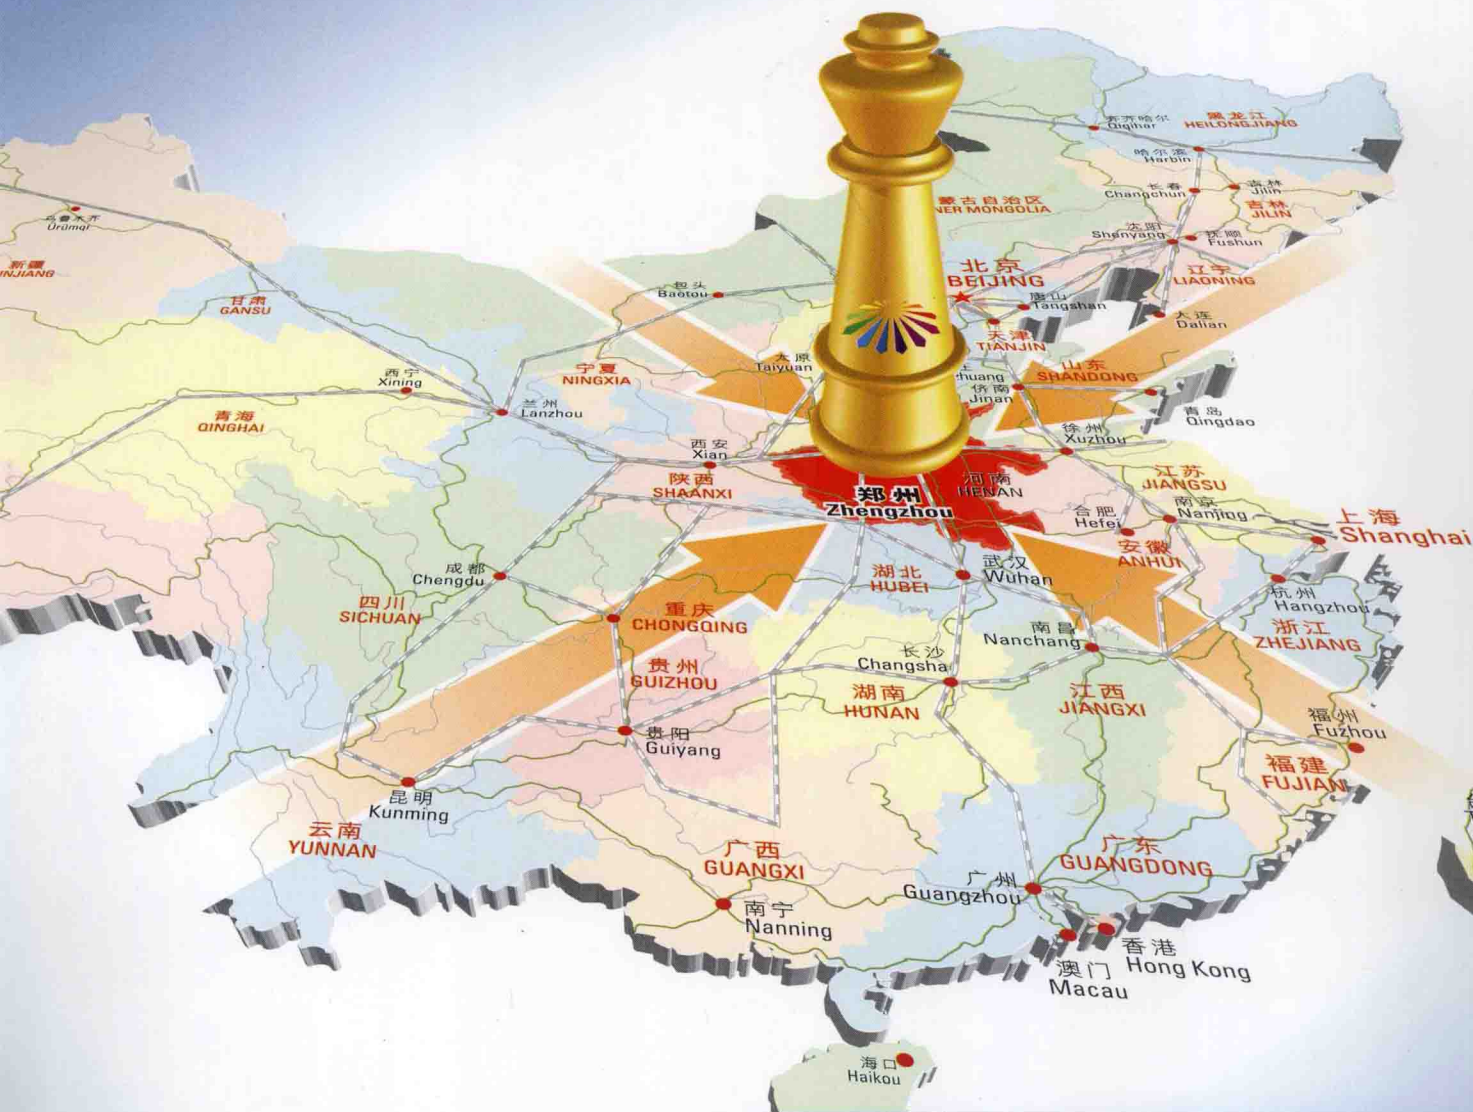 齐齐哈尔
Qiqihar
黑龙江
HEILONGJIANG
哈尔滨
Harbin
长春
Changchun
吉林
Jilin
吉林
JILIN
沈阳
Shenyang
抚顺
Fushun
辽宁
LIAONING
大连
Dalian
蒙古自治区
NER MONGOLIA
北京
BEIJING
唐山
Tangshan
天津
TIANJIN
乌鲁木齐
Ürümqi
新疆
INJIANG
甘肃
GANSU
包头
Baotou
太原
Taiyuan
huang
济南
Jinan
山东
SHANDONG
青岛
Qingdao
西宁
Xining
宁夏
NINGXIA
兰州
Lanzhou
青海
QINGHAI
西安
Xian
陕西
SHAANXI
徐州
Xuzhou
江苏
JIANGSU
河南
HENAN
郑州
Zhengzhou
合肥
Hefei
南京
Nanjing
上海
Shanghai
安徽
ANHUI
成都
Chengdu
四川
SICHUAN
重庆
CHONGQING
湖北
HUBEI
武汉
Wuhan
杭州
Hangzhou
浙江
ZHEJIANG
南昌
Nanchang
长沙
Changsha
贵州
GUIZHOU
湖南
HUNAN
江西
JIANGXI
贵阳
Guiyang
福州
Fuzhou
福建
FUJIAN
昆明
Kunming
云南
YUNNAN
广西
GUANGXI
广东
GUANGDONG
广州
Guangzhou
南宁
Nanning
香港
Hong Kong
澳门
Macau
海口
Haikou